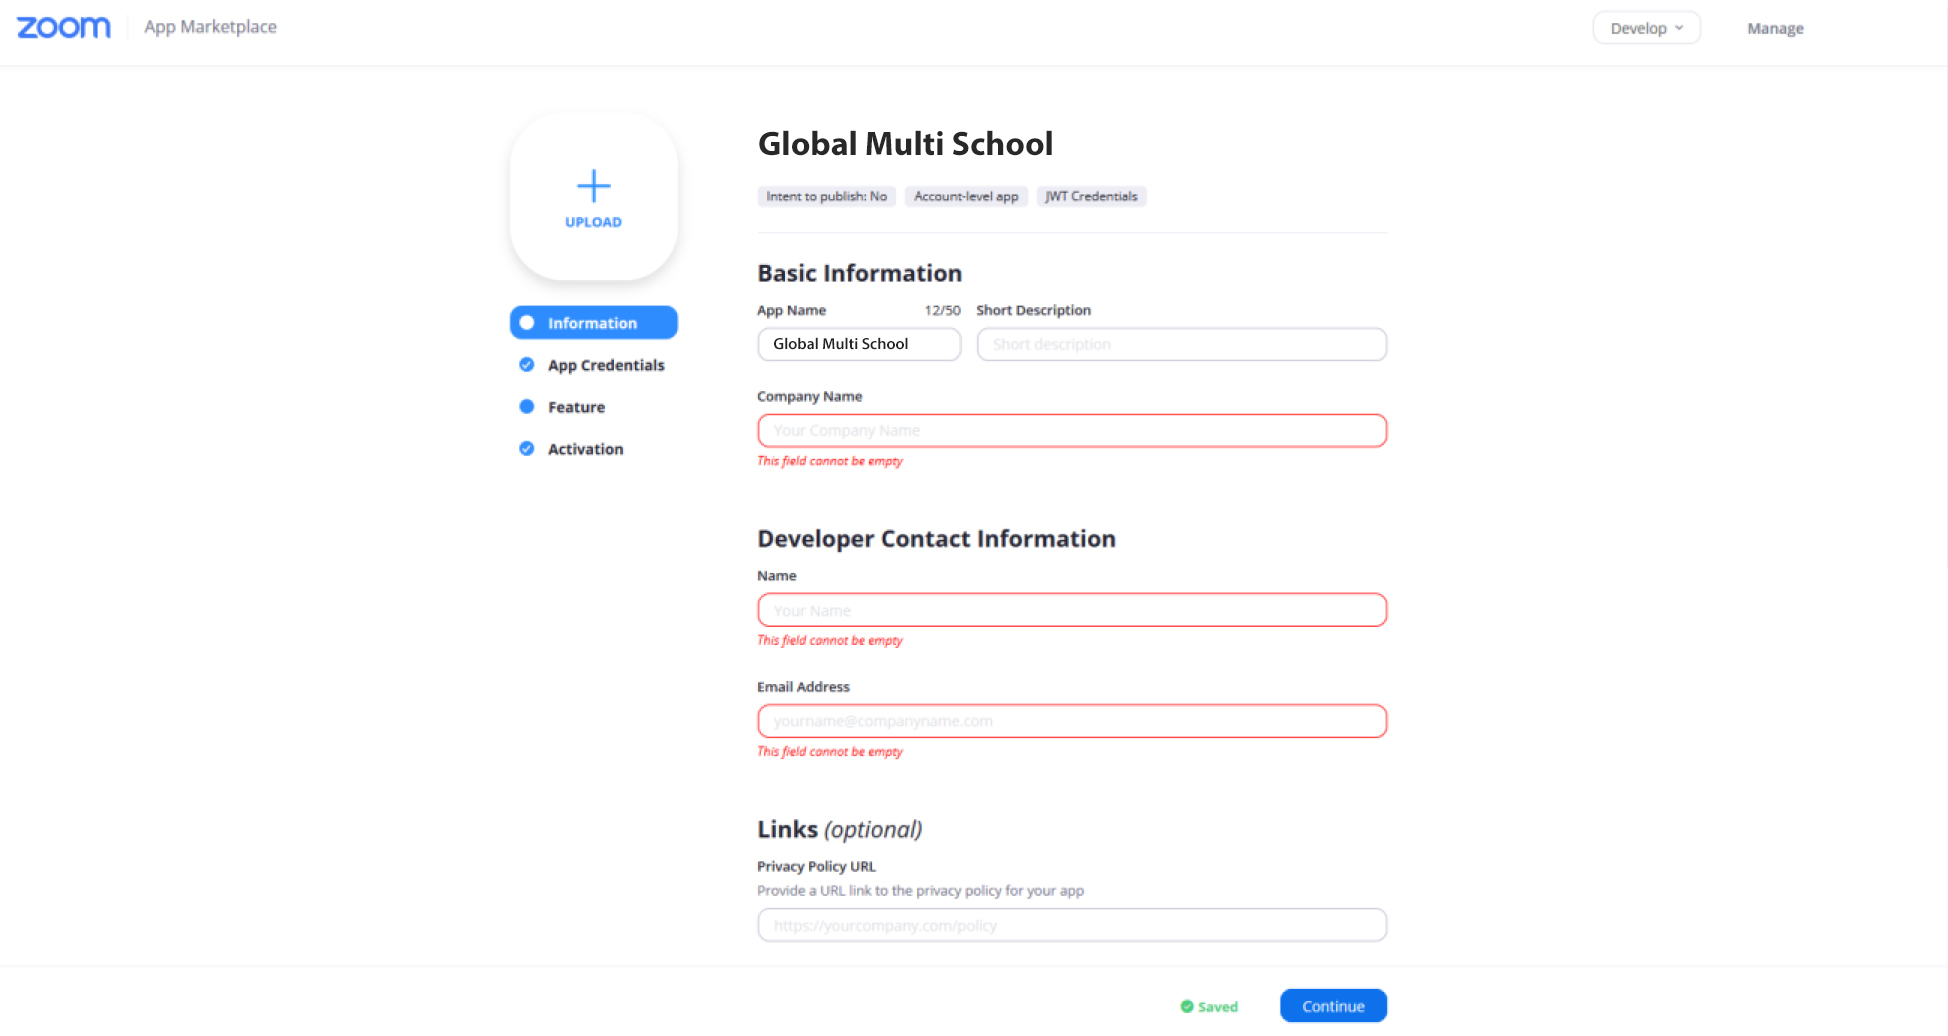 zoom App Marketplace Develop Manage
UPLOAD
Global Multi School
Intent to publish: No Account-level app JWT Credentials
Information
App Credentials
Feature
Activation
Basic Information
App Name 12/50 Short Description
Global Multi School Short description
Company Name
Your Company Name
This field cannot be empty
Developer Contact Information
Name
Your Name
This field cannot be empty
Email Address
yourname@companyname.com
This field cannot be empty
Links (optional)
Privacy Policy URL
Provide a URL link to the privacy policy for your app
https://yourcompany.com/policy
Saved Continue